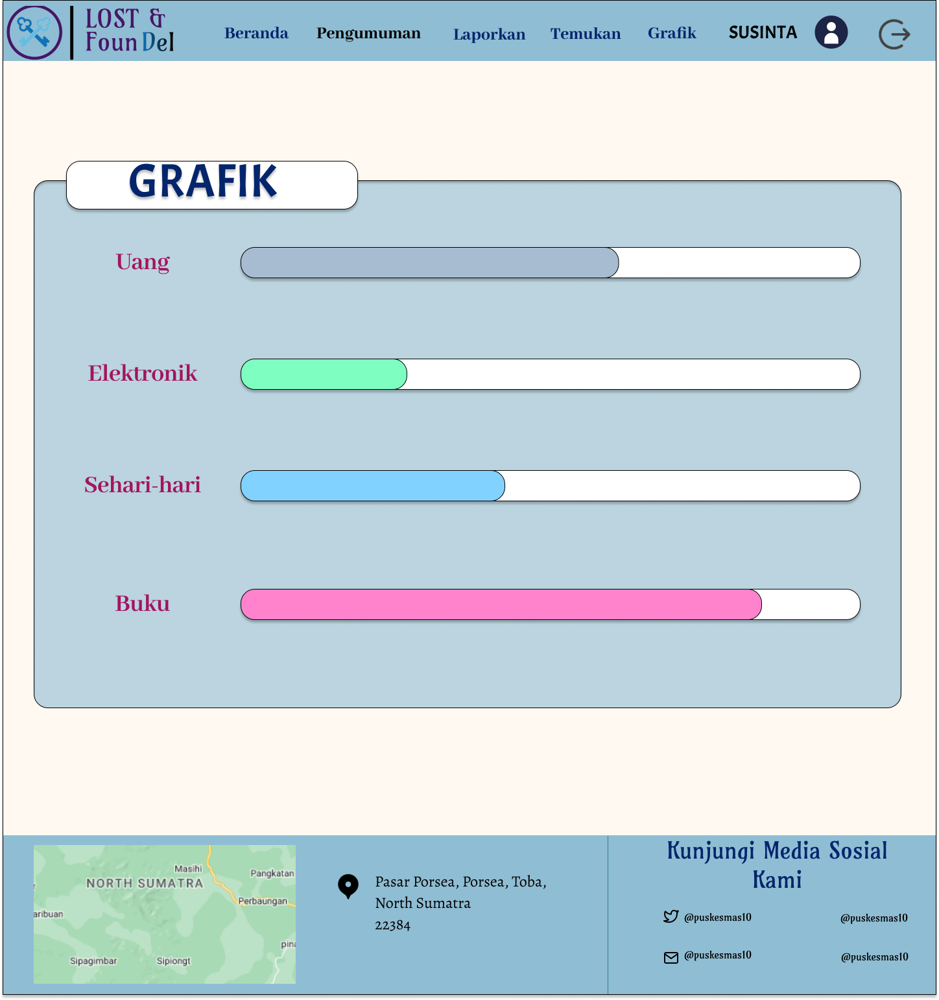 LOST &
Foun Del
Beranda
Pengumuman
Laporkan
Temukan
Grafik
SUSINTA
GRAFIK
Uang
Elektronik
Sehari-hari
Buku
Masihi
NORTH SUMATRA
Pangkatan
Perbaungan
aribuan
pina
Sipagimbar
Sipiongt
Pasar Porsea, Porsea, Toba,
North Sumatra
22384
Kunjungi Media Sosial
Kami
@puskesmas10
@puskesmas10
@puskesmas10
@puskesmas10